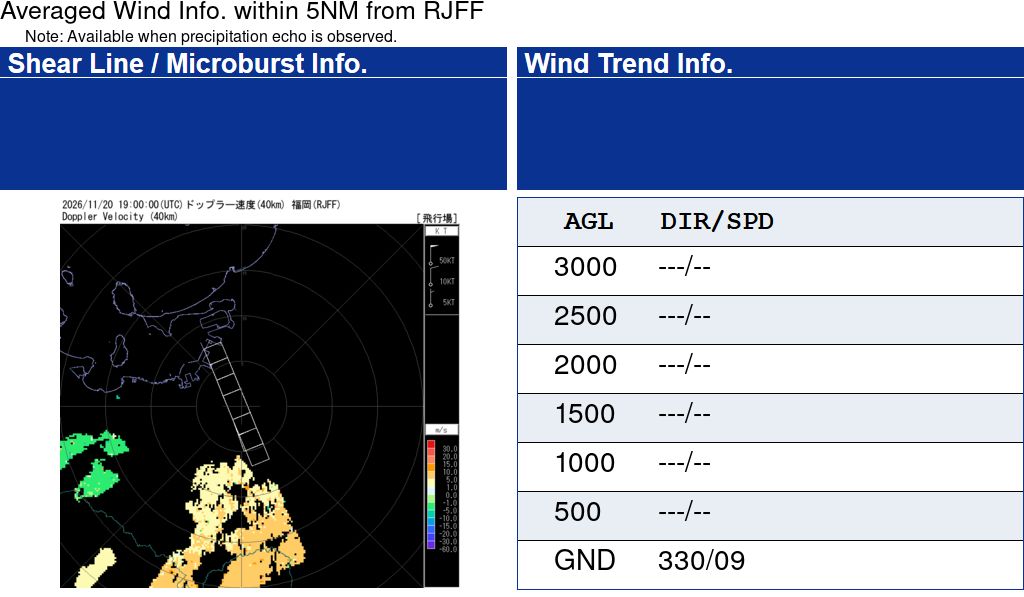 Averaged Wind Info. within 5NM from RJFF
Note: Available when precipitation echo is observed.
Shear Line / Microburst Info.
Wind Trend Info.
2026/11/20 19:00:00(UTC) ドップラー速度(40km) 福岡(RJFF)
Doppler Velocity (40km)
[飛行場]
KT
50KT
10KT
5KT
m/s
30.0
20.0
15.0
10.0
5.0
1.0
0.0
-1.0
-5.0
-10.0
-15.0
-20.0
-30.0
-60.0
AGL DIR/SPD
3000 ---/--
2500 ---/--
2000 ---/--
1500 ---/--
1000 ---/--
500 ---/--
GND 330/09